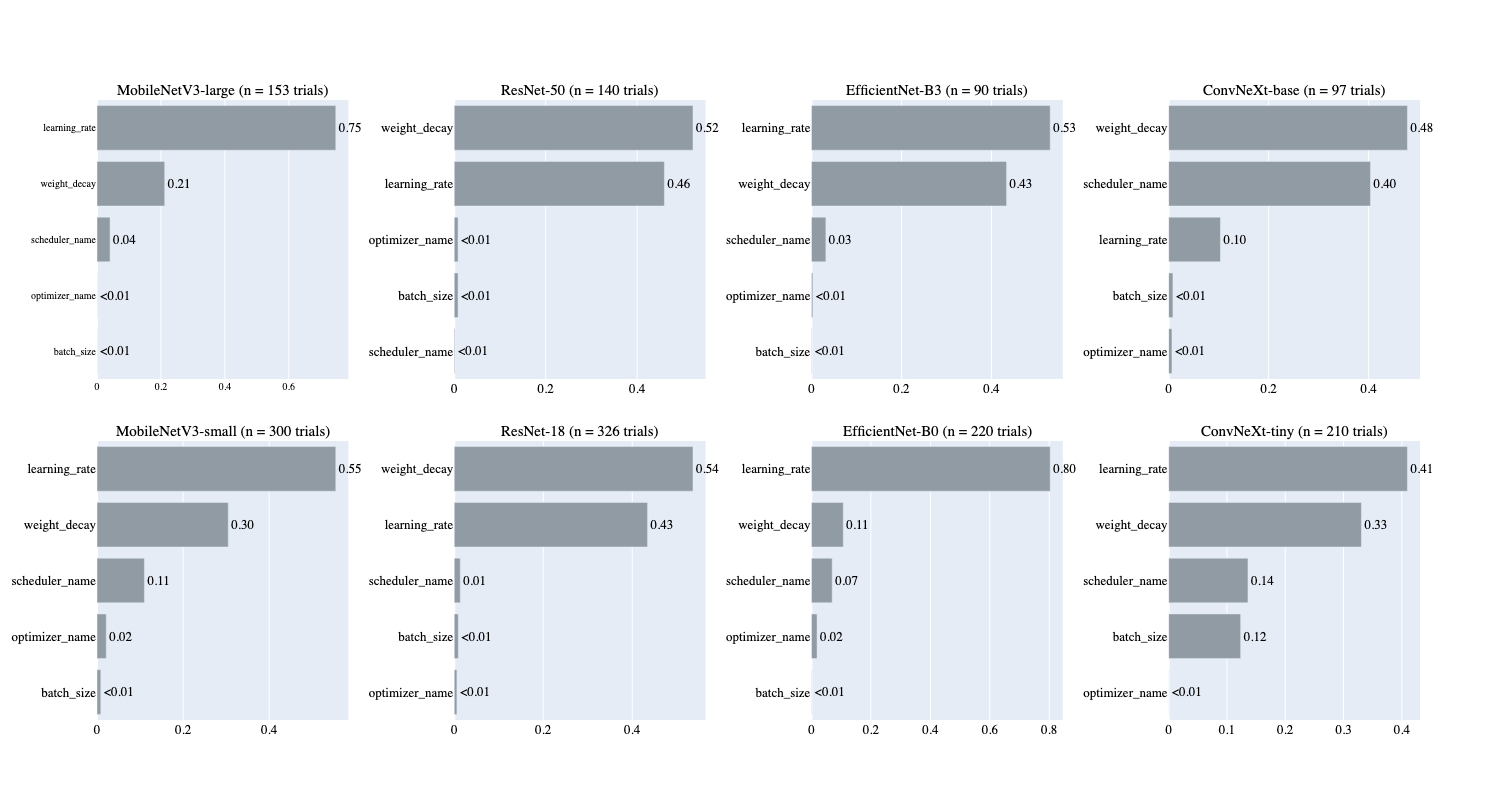 MobileNetV3-large (n = 153 trials)
learning_rate 0.75
weight_decay 0.21
scheduler_name 0.04
optimizer_name <0.01
batch_size <0.01
0 0.2 0.4 0.6
ResNet-50 (n = 140 trials)
weight_decay 0.52
learning_rate 0.46
optimizer_name <0.01
batch_size <0.01
scheduler_name <0.01
0 0.2 0.4
EfficientNet-B3 (n = 90 trials)
learning_rate 0.53
weight_decay 0.43
scheduler_name 0.03
optimizer_name <0.01
batch_size <0.01
0 0.2 0.4
ConvNeXt-base (n = 97 trials)
weight_decay 0.48
scheduler_name 0.40
learning_rate 0.10
batch_size <0.01
optimizer_name <0.01
0 0.2 0.4
MobileNetV3-small (n = 300 trials)
learning_rate 0.55
weight_decay 0.30
scheduler_name 0.11
optimizer_name 0.02
batch_size <0.01
0 0.2 0.4
ResNet-18 (n = 326 trials)
weight_decay 0.54
learning_rate 0.43
scheduler_name 0.01
batch_size <0.01
optimizer_name <0.01
0 0.2 0.4
EfficientNet-B0 (n = 220 trials)
learning_rate 0.80
weight_decay 0.11
scheduler_name 0.07
optimizer_name 0.02
batch_size <0.01
0 0.2 0.4 0.6 0.8
ConvNeXt-tiny (n = 210 trials)
learning_rate 0.41
weight_decay 0.33
scheduler_name 0.14
batch_size 0.12
optimizer_name <0.01
0 0.1 0.2 0.3 0.4